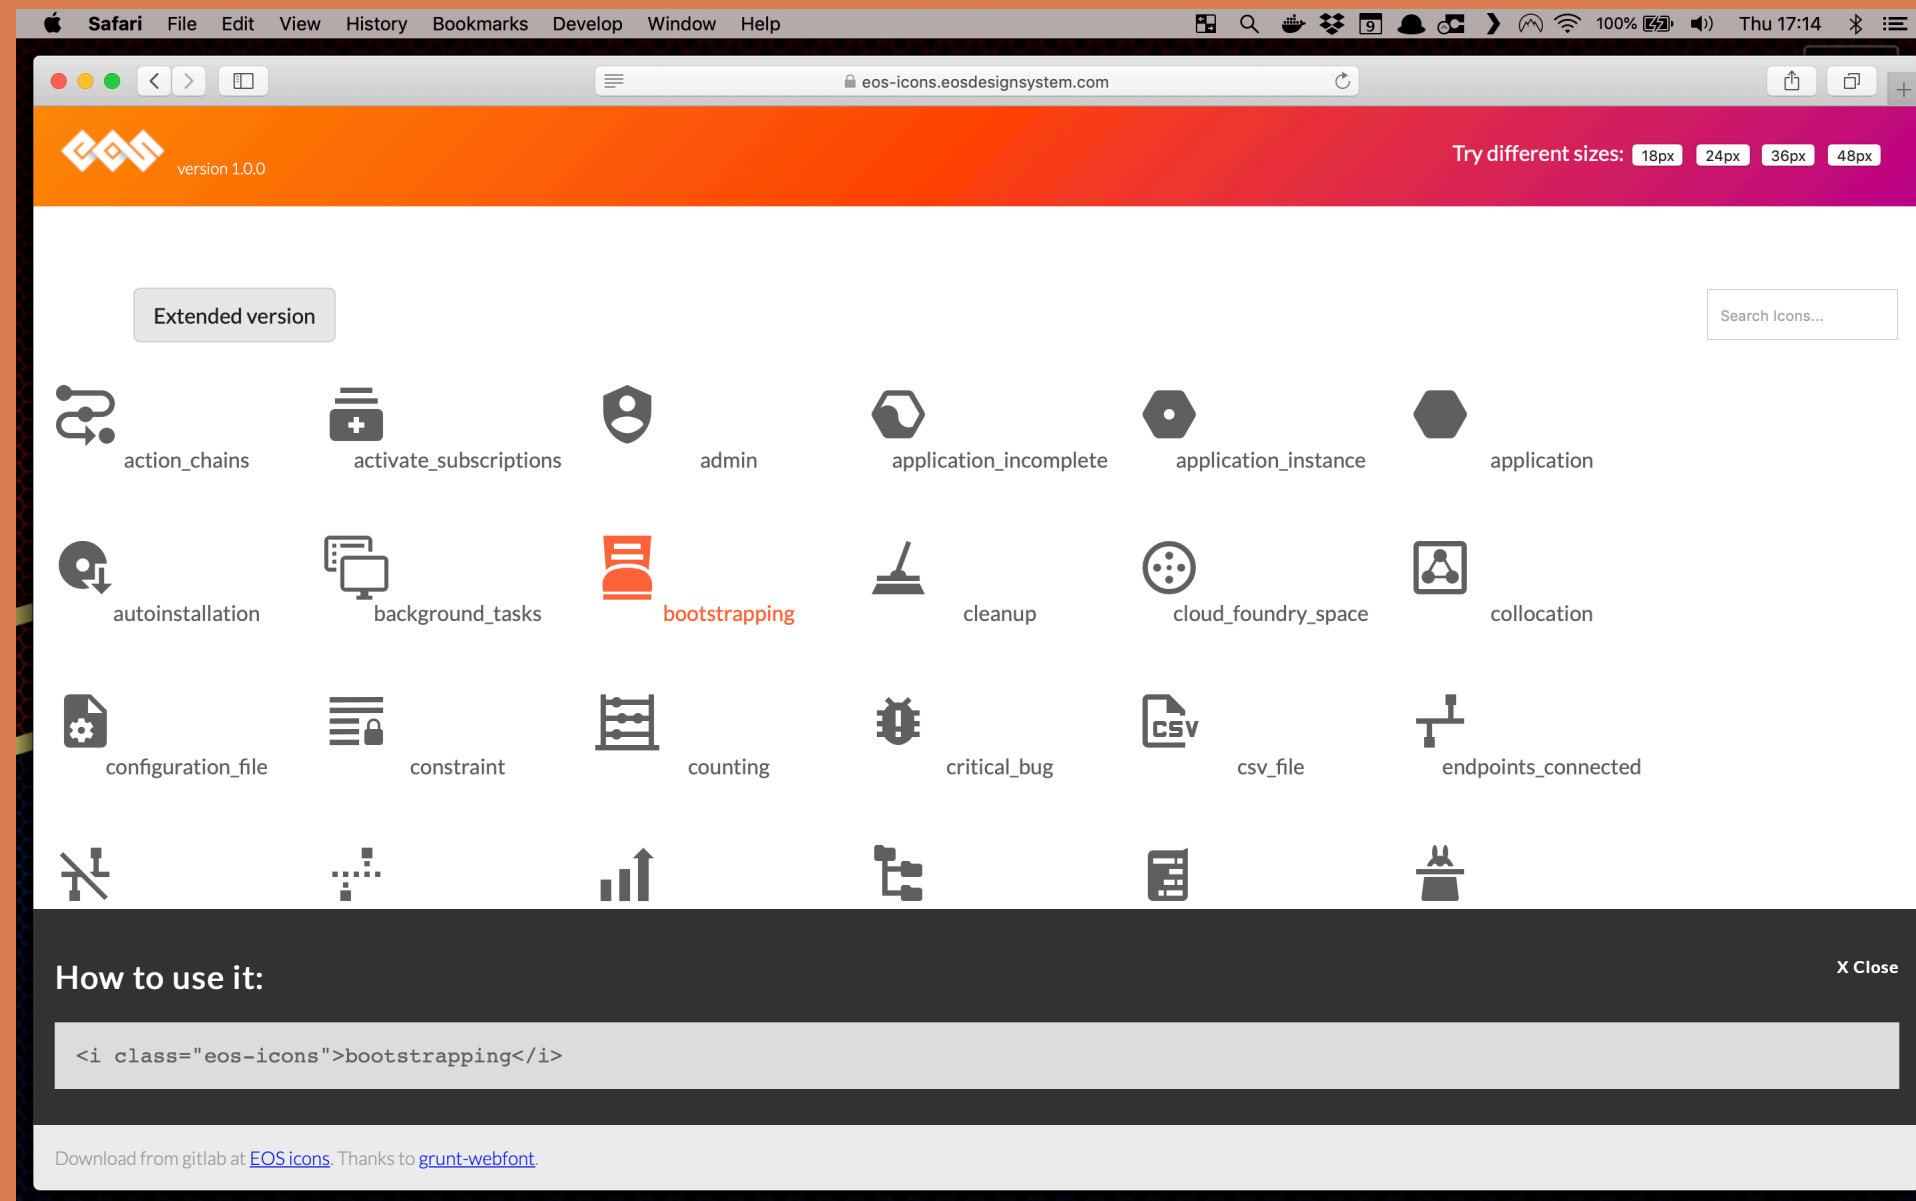 Safari File Edit View History Bookmarks Develop Window Help 9 100% Thu 17:14
eos-icons.eosdesignsystem.com
eos version 1.0.0 Try different sizes: 18px 24px 36px 48px
Extended version Search Icons...
action_chains activate_subscriptions admin application_incomplete application_instance application
autoinstallation background_tasks bootstrapping cleanup cloud_foundry_space collocation
CSV
configuration_file constraint counting critical_bug csv_file endpoints_connected
How to use it: X Close
<i class="eos-icons">bootstrapping</i>
Download from gitlab at EOS icons. Thanks to grunt-webfont.